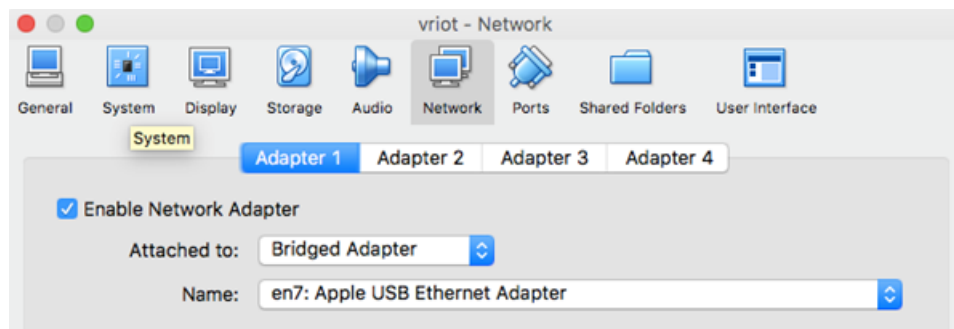 vriot - Network
General System Display Storage Audio Network Ports Shared Folders User Interface
System
Adapter 1 Adapter 2 Adapter 3 Adapter 4
Enable Network Adapter
Attached to: Bridged Adapter
Name: en7: Apple USB Ethernet Adapter